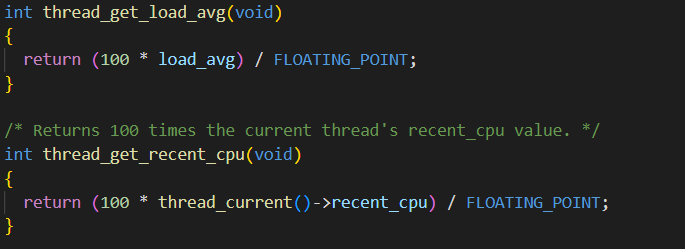 int thread_get_load_avg(void)
{
  return (100 * load_avg) / FLOATING_POINT;
}

/* Returns 100 times the current thread's recent_cpu value. */
int thread_get_recent_cpu(void)
{
  return (100 * thread_current()->recent_cpu) / FLOATING_POINT;
}